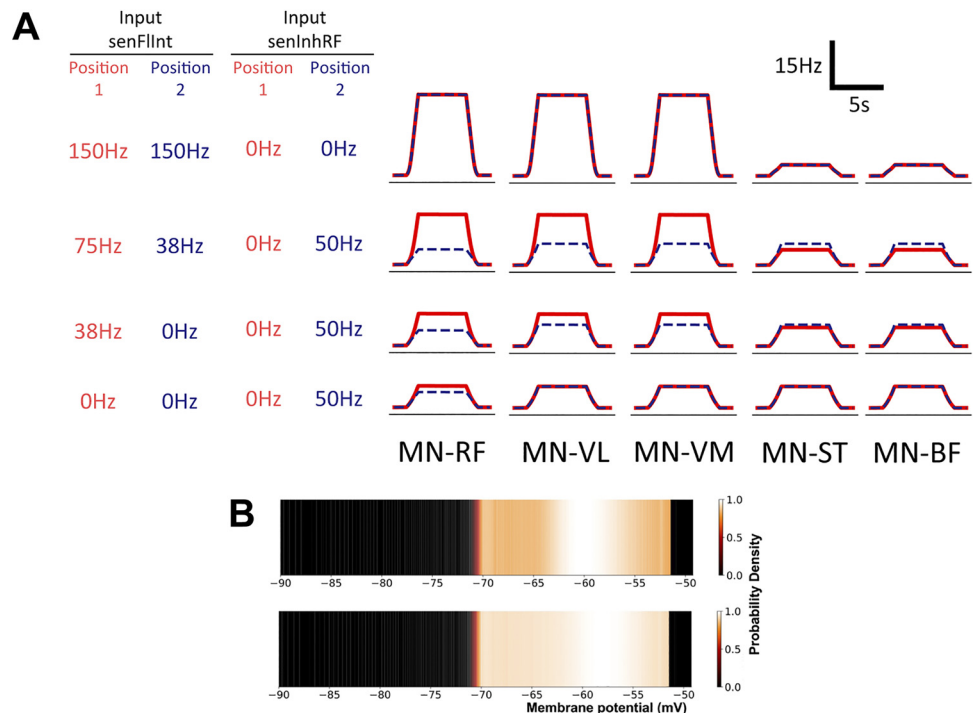 A
Input
senFlInt
Input
senInhRF
Position
1
Position
2
Position
1
Position
2
15Hz
5s
150Hz 150Hz 0Hz 0Hz
75Hz 38Hz 0Hz 50Hz
38Hz 0Hz 0Hz 50Hz
0Hz 0Hz 0Hz 50Hz
MN-RF MN-VL MN-VM MN-ST MN-BF
B
1.0
0.5
0.0
−90 −85 −80 −75 −70 −65 −60 −55 −50
1.0
0.5
0.0
−90 −85 −80 −75 −70 −65 −60 −55 −50
Probability Density
Membrane potential (mV)